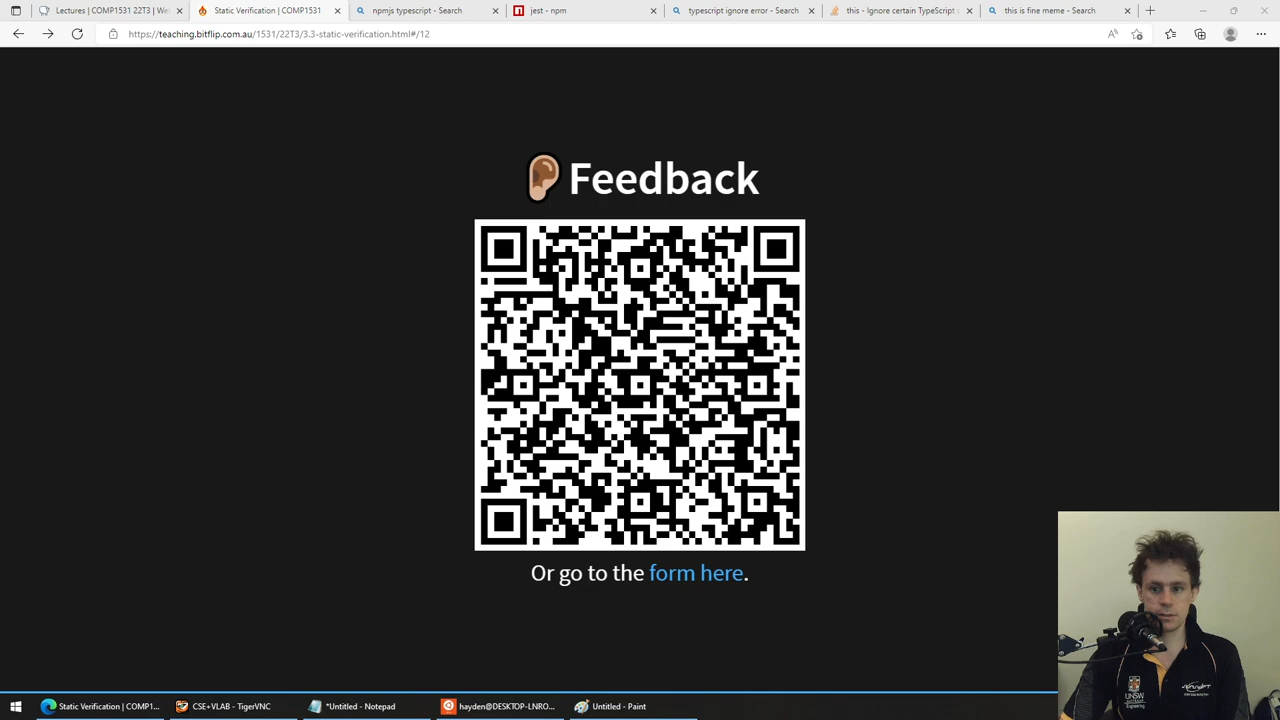 Lectures | COMP1531 22T3 | We
Static Verification | COMP1531
npmjs typescript - Search
jest - npm
typescript ignore error - Search
this - Ignore certain TypeScript c
this is fine meme - Search
https://teaching.bitflip.com.au/1531/22T3/3.3-static-verification.html#/12
Feedback
Or go to the form here.
UNSW
Static Verification | COMP1...
CSE+VLAB - TigerVNC
*Untitled - Notepad
hayden@DESKTOP-LNRO...
Untitled - Paint